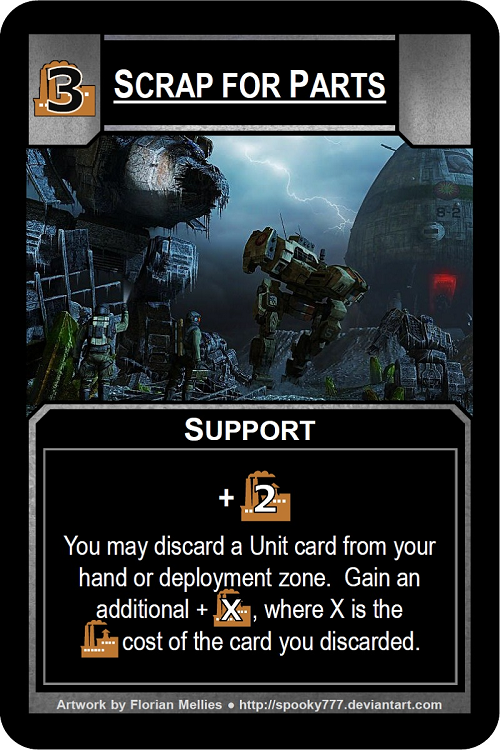 3
SCRAP FOR PARTS
8-2
SUPPORT
+ 2
You may discard a Unit card from your
hand or deployment zone. Gain an
additional + X, where X is the
cost of the card you discarded.
Artwork by Florian Mellies ● http://spooky777.deviantart.com